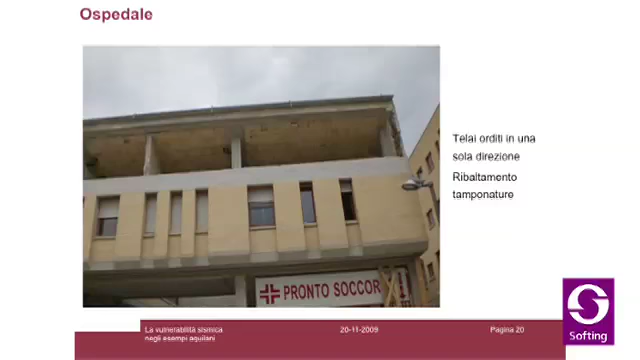 Ospedale
Telai orditi in una
sola direzione
Ribaltamento
tamponature
PRONTO SOCCOR
La vulnerabilità sismica
negli esempi aquilani
20-11-2009
Pagina 20
Softing